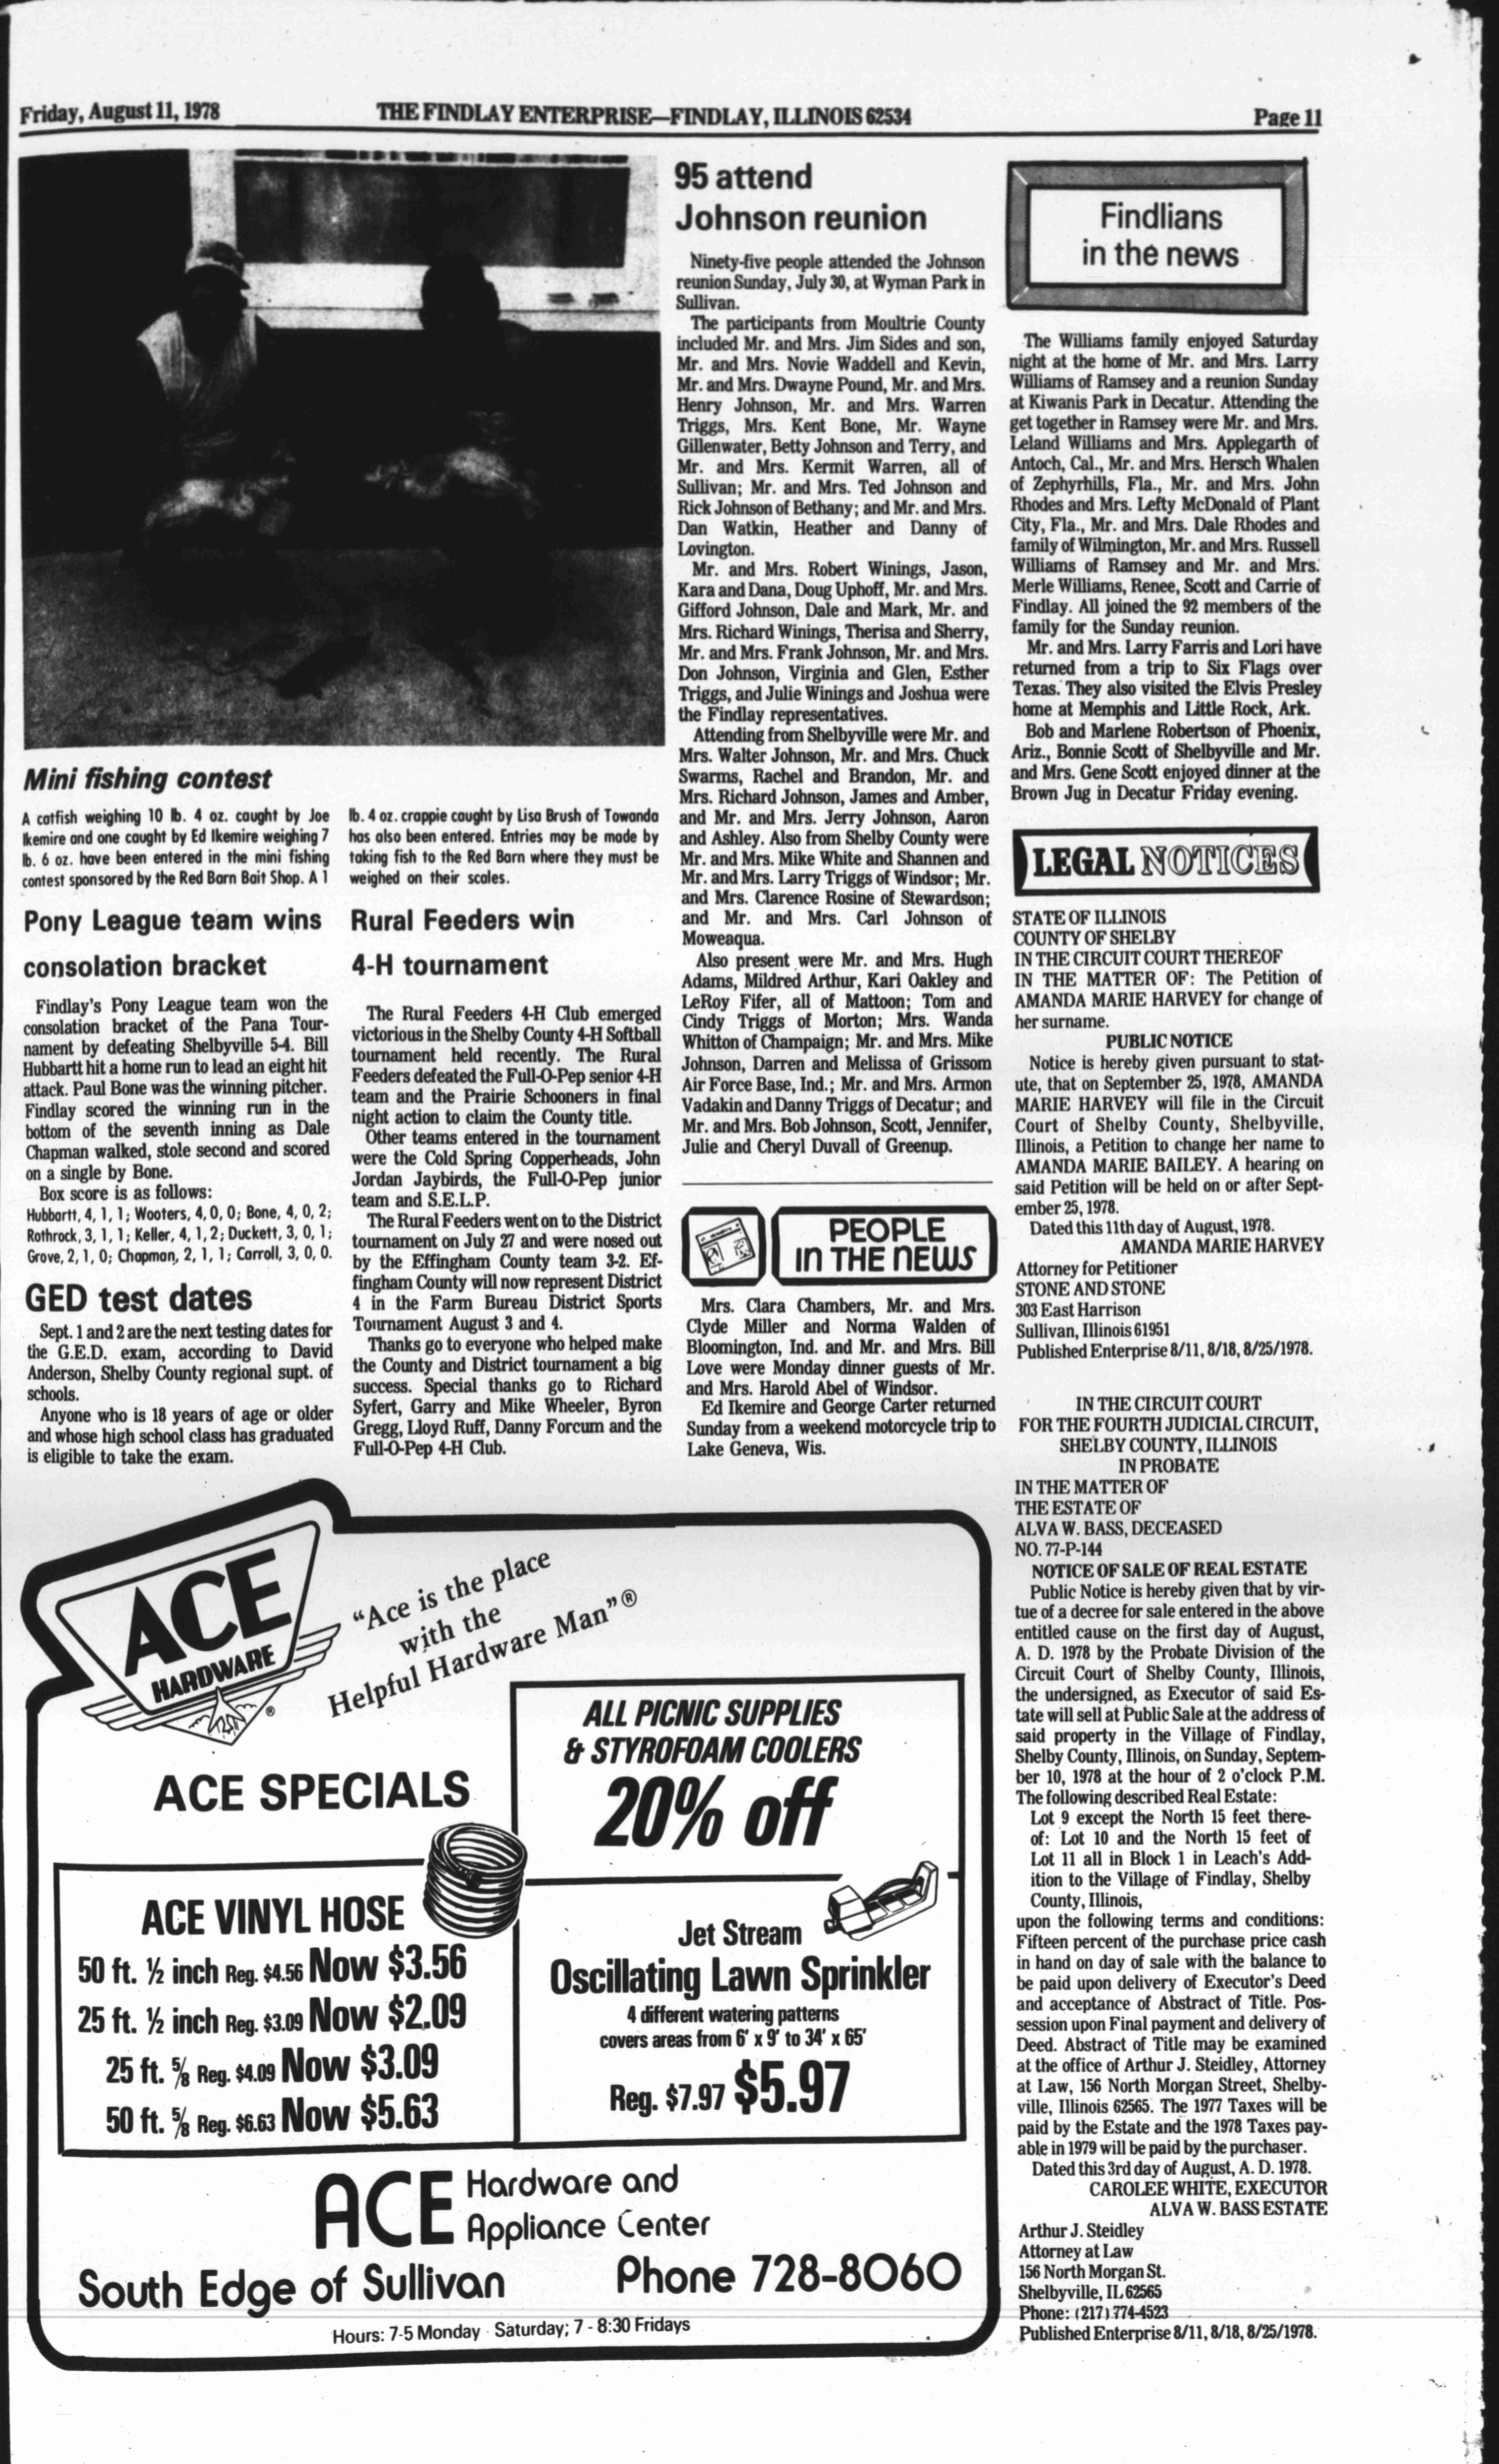 Friday, August 11, 1978
THE FINDLAY ENTERPRISE—FINDLAY, ILLINOIS 62534
Page 11
Mini fishing contest
A catfish weighing 10 lb. 4 oz. caught by Joe
Ikemire and one caught by Ed Ikemire weighing 7
lb. 6 oz. have been entered in the mini fishing
contest sponsored by the Red Barn Bait Shop. A 1
lb. 4 oz. crappie caught by Lisa Brush of Towanda
has also been entered. Entries may be made by
taking fish to the Red Barn where they must be
weighed on their scales.
Pony League team wins
consolation bracket
Findlay's Pony League team won the
consolation bracket of the Pana Tour-
nament by defeating Shelbyville 5-4. Bill
Hubbartt hit a home run to lead an eight hit
attack. Paul Bone was the winning pitcher.
Findlay scored the winning run in the
bottom of the seventh inning as Dale
Chapman walked, stole second and scored
on a single by Bone.
Box score is as follows:
Hubbartt, 4, 1, 1; Wooters, 4, 0, 0; Bone, 4, 0, 2;
Rothrock, 3, 1, 1; Keller, 4, 1, 2; Duckett, 3, 0, 1;
Grove, 2, 1, 0; Chapman, 2, 1, 1; Carroll, 3, 0, 0.
GED test dates
Sept. 1 and 2 are the next testing dates for
the G.E.D. exam, according to David
Anderson, Shelby County regional supt. of
schools.
Anyone who is 18 years of age or older
and whose high school class has graduated
is eligible to take the exam.
Rural Feeders win
4-H tournament
The Rural Feeders 4-H Club emerged
victorious in the Shelby County 4-H Softball
tournament held recently. The Rural
Feeders defeated the Full-O-Pep senior 4-H
team and the Prairie Schooners in final
night action to claim the County title.
Other teams entered in the tournament
were the Cold Spring Copperheads, John
Jordan Jaybirds, the Full-O-Pep junior
team and S.E.L.P.
The Rural Feeders went on to the District
tournament on July 27 and were nosed out
by the Effingham County team 3-2. Ef-
fingham County will now represent District
4 in the Farm Bureau District Sports
Tournament August 3 and 4.
Thanks go to everyone who helped make
the County and District tournament a big
success. Special thanks go to Richard
Syfert, Garry and Mike Wheeler, Byron
Gregg, Lloyd Ruff, Danny Forcum and the
Full-O-Pep 4-H Club.
95 attend
Johnson reunion
Ninety-five people attended the Johnson
reunion Sunday, July 30, at Wyman Park in
Sullivan.
The participants from Moultrie County
included Mr. and Mrs. Jim Sides and son,
Mr. and Mrs. Novie Waddell and Kevin,
Mr. and Mrs. Dwayne Pound, Mr. and Mrs.
Henry Johnson, Mr. and Mrs. Warren
Triggs, Mrs. Kent Bone, Mr. Wayne
Gillenwater, Betty Johnson and Terry, and
Mr. and Mrs. Kermit Warren, all of
Sullivan; Mr. and Mrs. Ted Johnson and
Rick Johnson of Bethany; and Mr. and Mrs.
Dan Watkin, Heather and Danny of
Lovington.
Mr. and Mrs. Robert Winings, Jason,
Kara and Dana, Doug Uphoff, Mr. and Mrs.
Gifford Johnson, Dale and Mark, Mr. and
Mrs. Richard Winings, Therisa and Sherry,
Mr. and Mrs. Frank Johnson, Mr. and Mrs.
Don Johnson, Virginia and Glen, Esther
Triggs, and Julie Winings and Joshua were
the Findlay representatives.
Attending from Shelbyville were Mr. and
Mrs. Walter Johnson, Mr. and Mrs. Chuck
Swarms, Rachel and Brandon, Mr. and
Mrs. Richard Johnson, James and Amber,
and Mr. and Mrs. Jerry Johnson, Aaron
and Ashley. Also from Shelby County were
Mr. and Mrs. Mike White and Shannen and
Mr. and Mrs. Larry Triggs of Windsor; Mr.
and Mrs. Clarence Rosine of Stewardson;
and Mr. and Mrs. Carl Johnson of
Moweaqua.
Also present were Mr. and Mrs. Hugh
Adams, Mildred Arthur, Kari Oakley and
LeRoy Fifer, all of Mattoon; Tom and
Cindy Triggs of Morton; Mrs. Wanda
Whitton of Champaign; Mr. and Mrs. Mike
Johnson, Darren and Melissa of Grissom
Air Force Base, Ind.; Mr. and Mrs. Armon
Vadakin and Danny Triggs of Decatur; and
Mr. and Mrs. Bob Johnson, Scott, Jennifer,
Julie and Cheryl Duvall of Greenup.
PEOPLE
in THE NEWS
Mrs. Clara Chambers, Mr. and Mrs.
Clyde Miller and Norma Walden of
Bloomington, Ind. and Mr. and Mrs. Bill
Love were Monday dinner guests of Mr.
and Mrs. Harold Abel of Windsor.
Ed Ikemire and George Carter returned
Sunday from a weekend motorcycle trip to
Lake Geneva, Wis.
Findlians
in the news
The Williams family enjoyed Saturday
night at the home of Mr. and Mrs. Larry
Williams of Ramsey and a reunion Sunday
at Kiwanis Park in Decatur. Attending the
get together in Ramsey were Mr. and Mrs.
Leland Williams and Mrs. Applegarth of
Antoch, Cal., Mr. and Mrs. Hersch Whalen
of Zephyrhills, Fla., Mr. and Mrs. John
Rhodes and Mrs. Lefty McDonald of Plant
City, Fla., Mr. and Mrs. Dale Rhodes and
family of Wilmington, Mr. and Mrs. Russell
Williams of Ramsey and Mr. and Mrs.
Merle Williams, Renee, Scott and Carrie of
Findlay. All joined the 92 members of the
family for the Sunday reunion.
Mr. and Mrs. Larry Farris and Lori have
returned from a trip to Six Flags over
Texas. They also visited the Elvis Presley
home at Memphis and Little Rock, Ark.
Bob and Marlene Robertson of Phoenix,
Ariz., Bonnie Scott of Shelbyville and Mr.
and Mrs. Gene Scott enjoyed dinner at the
Brown Jug in Decatur Friday evening.
LEGAL NOTICES
STATE OF ILLINOIS
COUNTY OF SHELBY
IN THE CIRCUIT COURT THEREOF
IN THE MATTER OF: The Petition of
AMANDA MARIE HARVEY for change of
her surname.
PUBLIC NOTICE
Notice is hereby given pursuant to stat-
ute, that on September 25, 1978, AMANDA
MARIE HARVEY will file in the Circuit
Court of Shelby County, Shelbyville,
Illinois, a Petition to change her name to
AMANDA MARIE BAILEY. A hearing on
said Petition will be held on or after Sept-
ember 25, 1978.
Dated this 11th day of August, 1978.
AMANDA MARIE HARVEY
Attorney for Petitioner
STONE AND STONE
303 East Harrison
Sullivan, Illinois 61951
Published Enterprise 8/11, 8/18, 8/25/1978.
IN THE CIRCUIT COURT
FOR THE FOURTH JUDICIAL CIRCUIT,
SHELBY COUNTY, ILLINOIS
IN PROBATE
IN THE MATTER OF
THE ESTATE OF
ALVA W. BASS, DECEASED
NO. 77-P-144
NOTICE OF SALE OF REAL ESTATE
Public Notice is hereby given that by vir-
tue of a decree for sale entered in the above
entitled cause on the first day of August,
A. D. 1978 by the Probate Division of the
Circuit Court of Shelby County, Illinois,
the undersigned, as Executor of said Es-
tate will sell at Public Sale at the address of
said property in the Village of Findlay,
Shelby County, Illinois, on Sunday, Septem-
ber 10, 1978 at the hour of 2 o'clock P.M.
The following described Real Estate:
Lot 9 except the North 15 feet there-
of: Lot 10 and the North 15 feet of
Lot 11 all in Block 1 in Leach's Add-
ition to the Village of Findlay, Shelby
County, Illinois,
upon the following terms and conditions:
Fifteen percent of the purchase price cash
in hand on day of sale with the balance to
be paid upon delivery of Executor's Deed
and acceptance of Abstract of Title. Pos-
session upon Final payment and delivery of
Deed. Abstract of Title may be examined
at the office of Arthur J. Steidley, Attorney
at Law, 156 North Morgan Street, Shelby-
ville, Illinois 62565. The 1977 Taxes will be
paid by the Estate and the 1978 Taxes pay-
able in 1979 will be paid by the purchaser.
Dated this 3rd day of August, A. D. 1978.
CAROLEE WHITE, EXECUTOR
ALVA W. BASS ESTATE
Arthur J. Steidley
Attorney at Law
156 North Morgan St.
Shelbyville, IL 62565
Phone: (217) 774-4523
Published Enterprise 8/11, 8/18, 8/25/1978.
ACE
HARDWARE
®
"Ace is the place
with the
Helpful Hardware Man"®
ACE SPECIALS
ACE VINYL HOSE
50 ft. ½ inch Reg. $4.56 Now $3.56
25 ft. ½ inch Reg. $3.09 Now $2.09
25 ft. ⅝ Reg. $4.09 Now $3.09
50 ft. ⅝ Reg. $6.63 Now $5.63
ALL PICNIC SUPPLIES
& STYROFOAM COOLERS
20% off
Jet Stream
Oscillating Lawn Sprinkler
4 different watering patterns
covers areas from 6' x 9' to 34' x 65'
Reg. $7.97 $5.97
ACE Hardware and
Appliance Center
South Edge of Sullivan Phone 728-8060
Hours: 7-5 Monday - Saturday; 7 - 8:30 Fridays